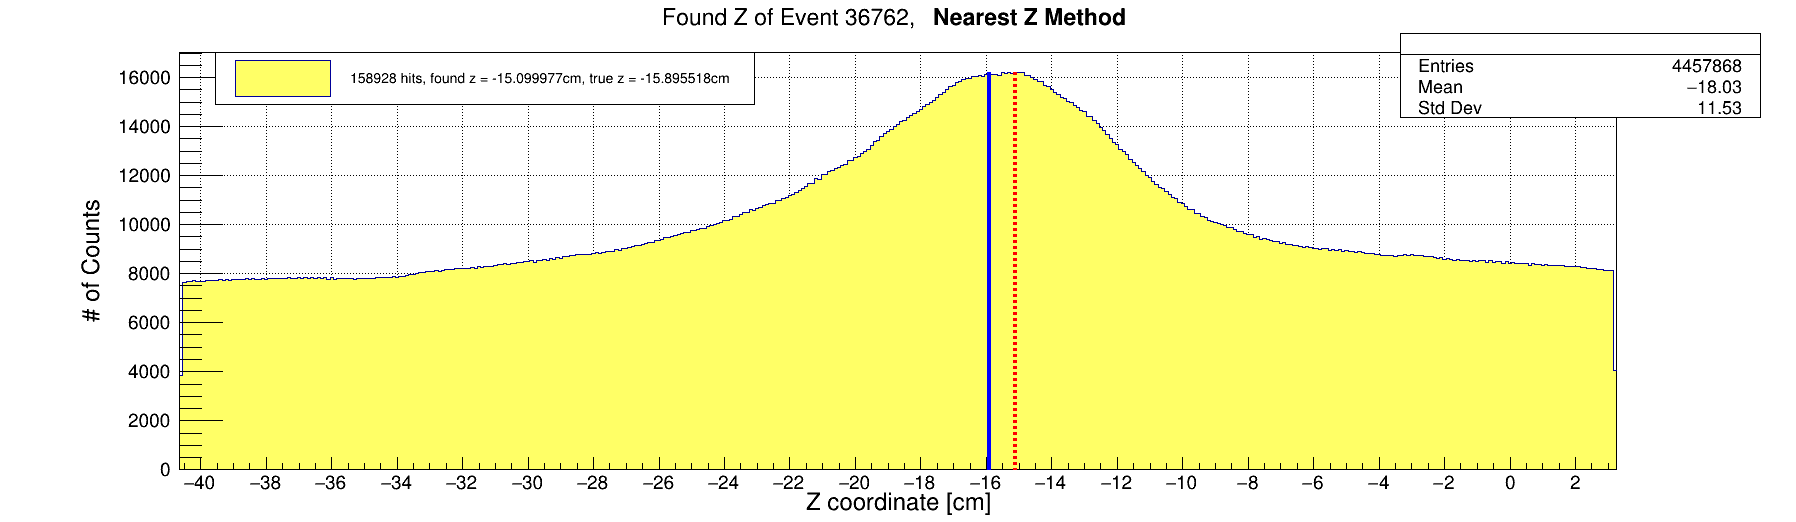 Found Z of Event 36762, Nearest Z Method
158928 hits, found z = -15.099977cm, true z = -15.895518cm
Entries 4457868
Mean −18.03
Std Dev 11.53
# of Counts
16000
14000
12000
10000
8000
6000
4000
2000
0
−40 −38 −36 −34 −32 −30 −28 −26 −24 −22 −20 −18 −16 −14 −12 −10 −8 −6 −4 −2 0 2
Z coordinate [cm]